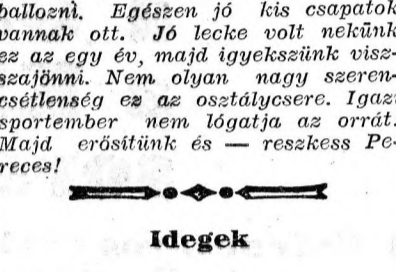 ballozni. Egészen jó kis csapatok
vannak ott. Jó lecke volt nekünk
ez az egy év, majd igyekszünk visz-
szajönni. Nem olyan nagy szeren-
csétlenség ez az osztálycsere. Igazi
sportember nem lógatja az orrát.
Majd erősítünk és — reszkess Pe-
reces!
Idegek